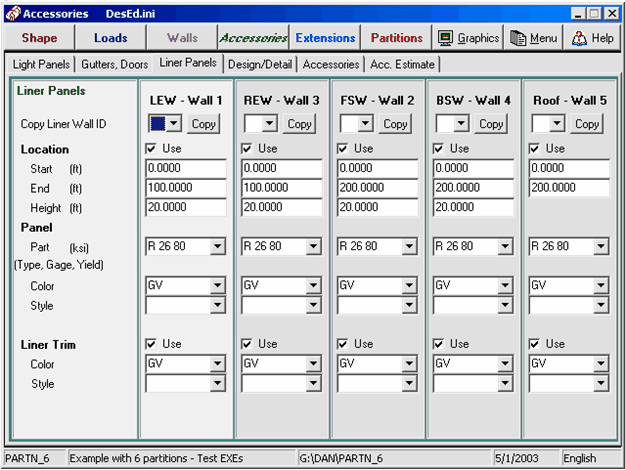 Accessories DesEd.ini
Shape Loads Walls Accessories Extensions Partitions Graphics Menu Help
Light Panels Gutters, Doors Liner Panels Design/Detail Accessories Acc. Estimate
Liner Panels
LEW - Wall 1 REW - Wall 3 FSW - Wall 2 BSW - Wall 4 Roof - Wall 5
Copy Liner Wall ID Copy Copy Copy Copy Copy
Location Use Use Use Use Use
Start (ft) 0.0000 0.0000 0.0000 0.0000 0.0000
End (ft) 100.0000 100.0000 200.0000 200.0000 200.0000
Height (ft) 20.0000 20.0000 20.0000 20.0000
Panel
Part (ksi) R 26 80 R 26 80 R 26 80 R 26 80 R 26 80
(Type, Gage, Yield)
Color GV GV GV GV GV
Style
Liner Trim Use Use Use Use Use
Color GV GV GV GV GV
Style
PARTN_6 Example with 6 partitions - Test EXEs G:\DAN\PARTN_6 5/1/2003 English